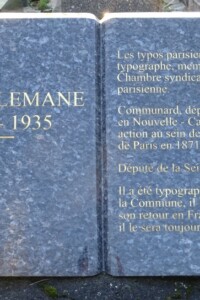 LEMANE
1935
Les typos parisie
typographe, mem
Chambre syndica
parisienne
Communard, dép
en Nouvelle - Ca
action au sein de
de Paris en 1871
Député de la Sei
Il a été typograp
la Commune, il
son retour en Fra
il le sera toujour